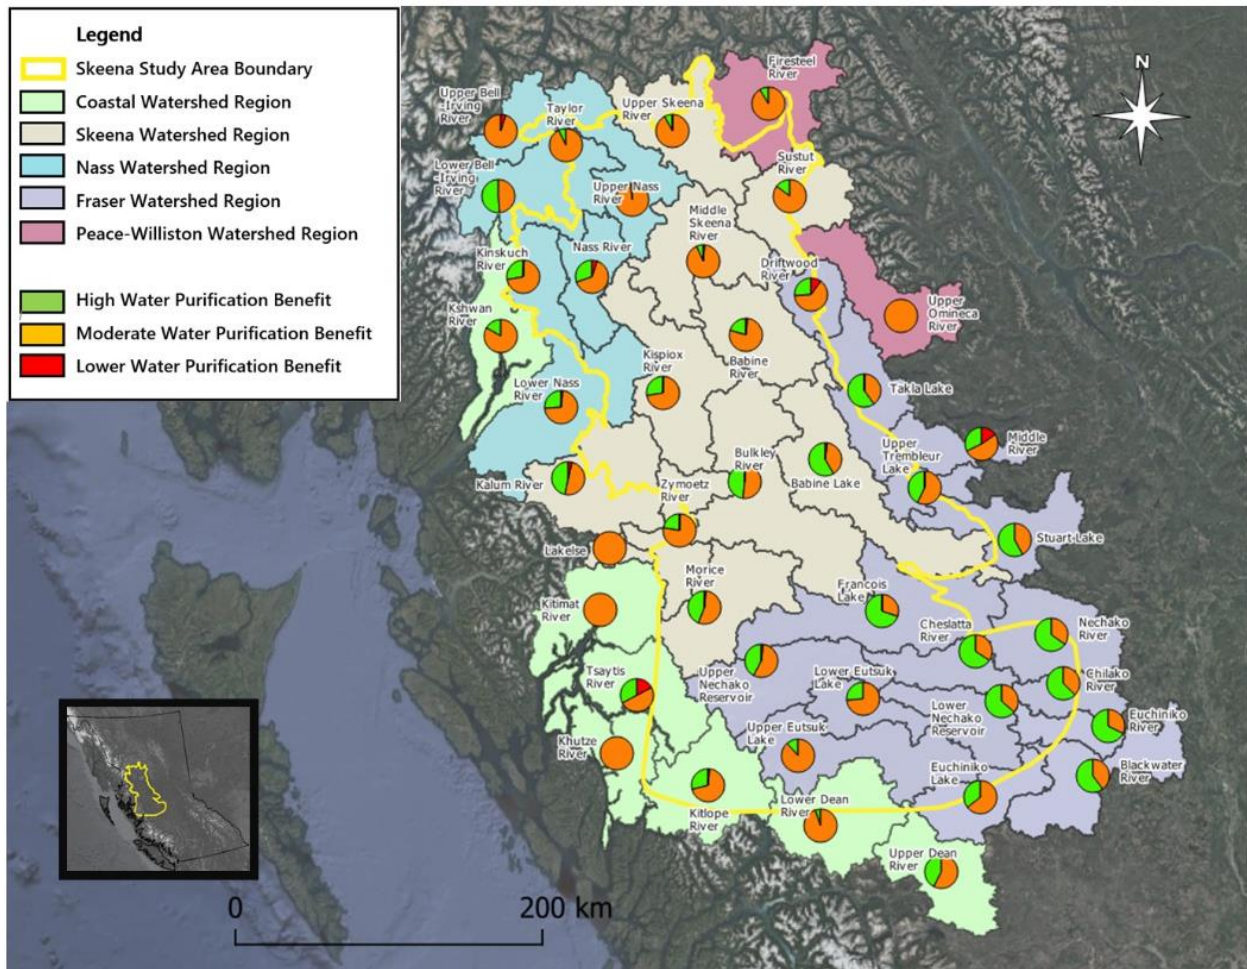 Legend
Skeena Study Area Boundary
Coastal Watershed Region
Skeena Watershed Region
Nass Watershed Region
Fraser Watershed Region
Peace-Williston Watershed Region
High Water Purification Benefit
Moderate Water Purification Benefit
Lower Water Purification Benefit
N
Firesteel
River
Upper Bell
-Irving
River
Taylor
River
Upper Skeena
River
Sustut
River
Lower Bell
-Irving
River
Upper Nass
River
Middle
Skeena
River
Kinskuch
River
Nass River
Driftwood
River
Upper
Omineca
River
Kshwan
River
Kispiox
River
Babine
River
Lower Nass
River
Takla Lake
Middle
River
Upper
Trembleur
Lake
Bulkley
River
Babine Lake
Kalum River
Zymoetz
River
Stuart Lake
Lakelse
Morice
River
Francois
Lake
Kitimat
River
Cheslatta
River
Nechako
River
Tsaytis
River
Upper
Nechako
Reservoir
Lower Eutsuk
Lake
Lower
Nechako
Reservoir
Chilako
River
Euchiniko
River
Khutze
River
Upper Eutsuk
Lake
Euchiniko
Lake
Blackwater
River
Kitlope
River
Lower Dean
River
Upper Dean
River
0 200 km